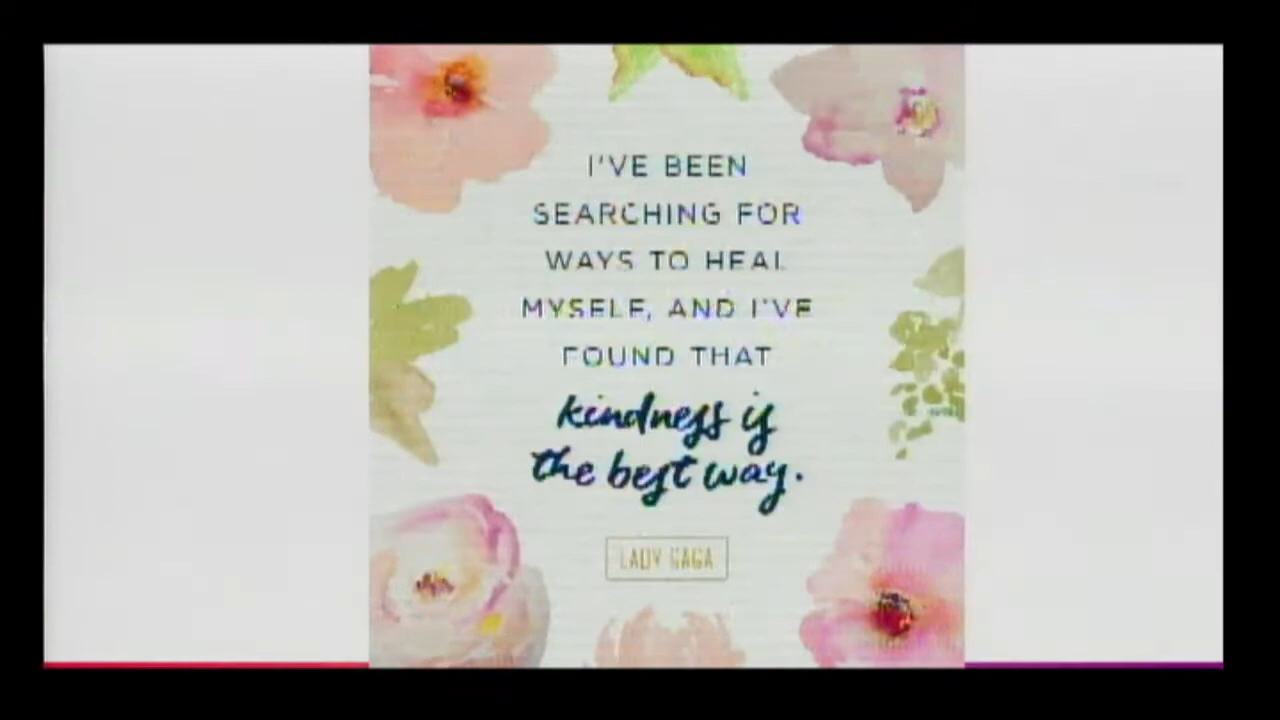 I'VE BEEN
SEARCHING FOR
WAYS TO HEAL
MYSELF, AND I'VE
FOUND THAT
kindness is
the best way.
LADY GAGA